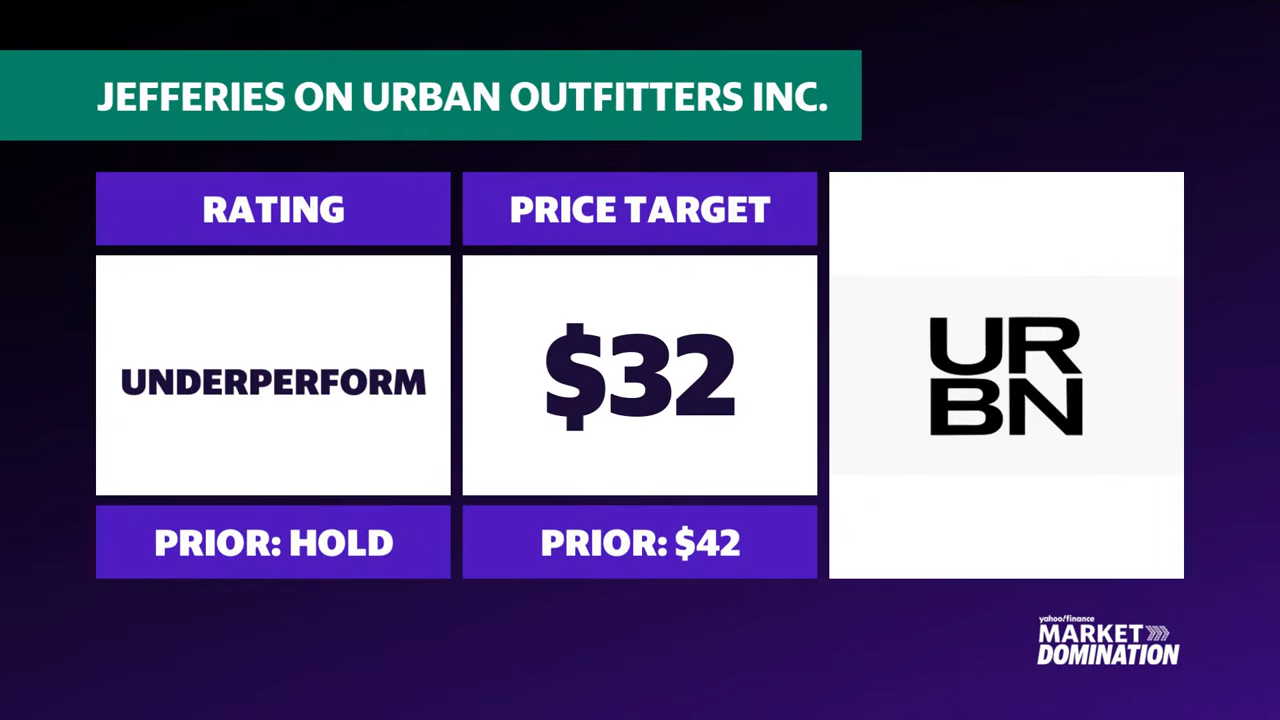 JEFFERIES ON URBAN OUTFITTERS INC.
RATING
PRICE TARGET
UNDERPERFORM
$32
PRIOR: HOLD
PRIOR: $42
UR
BN
yahoo!finance
MARKET
DOMINATION